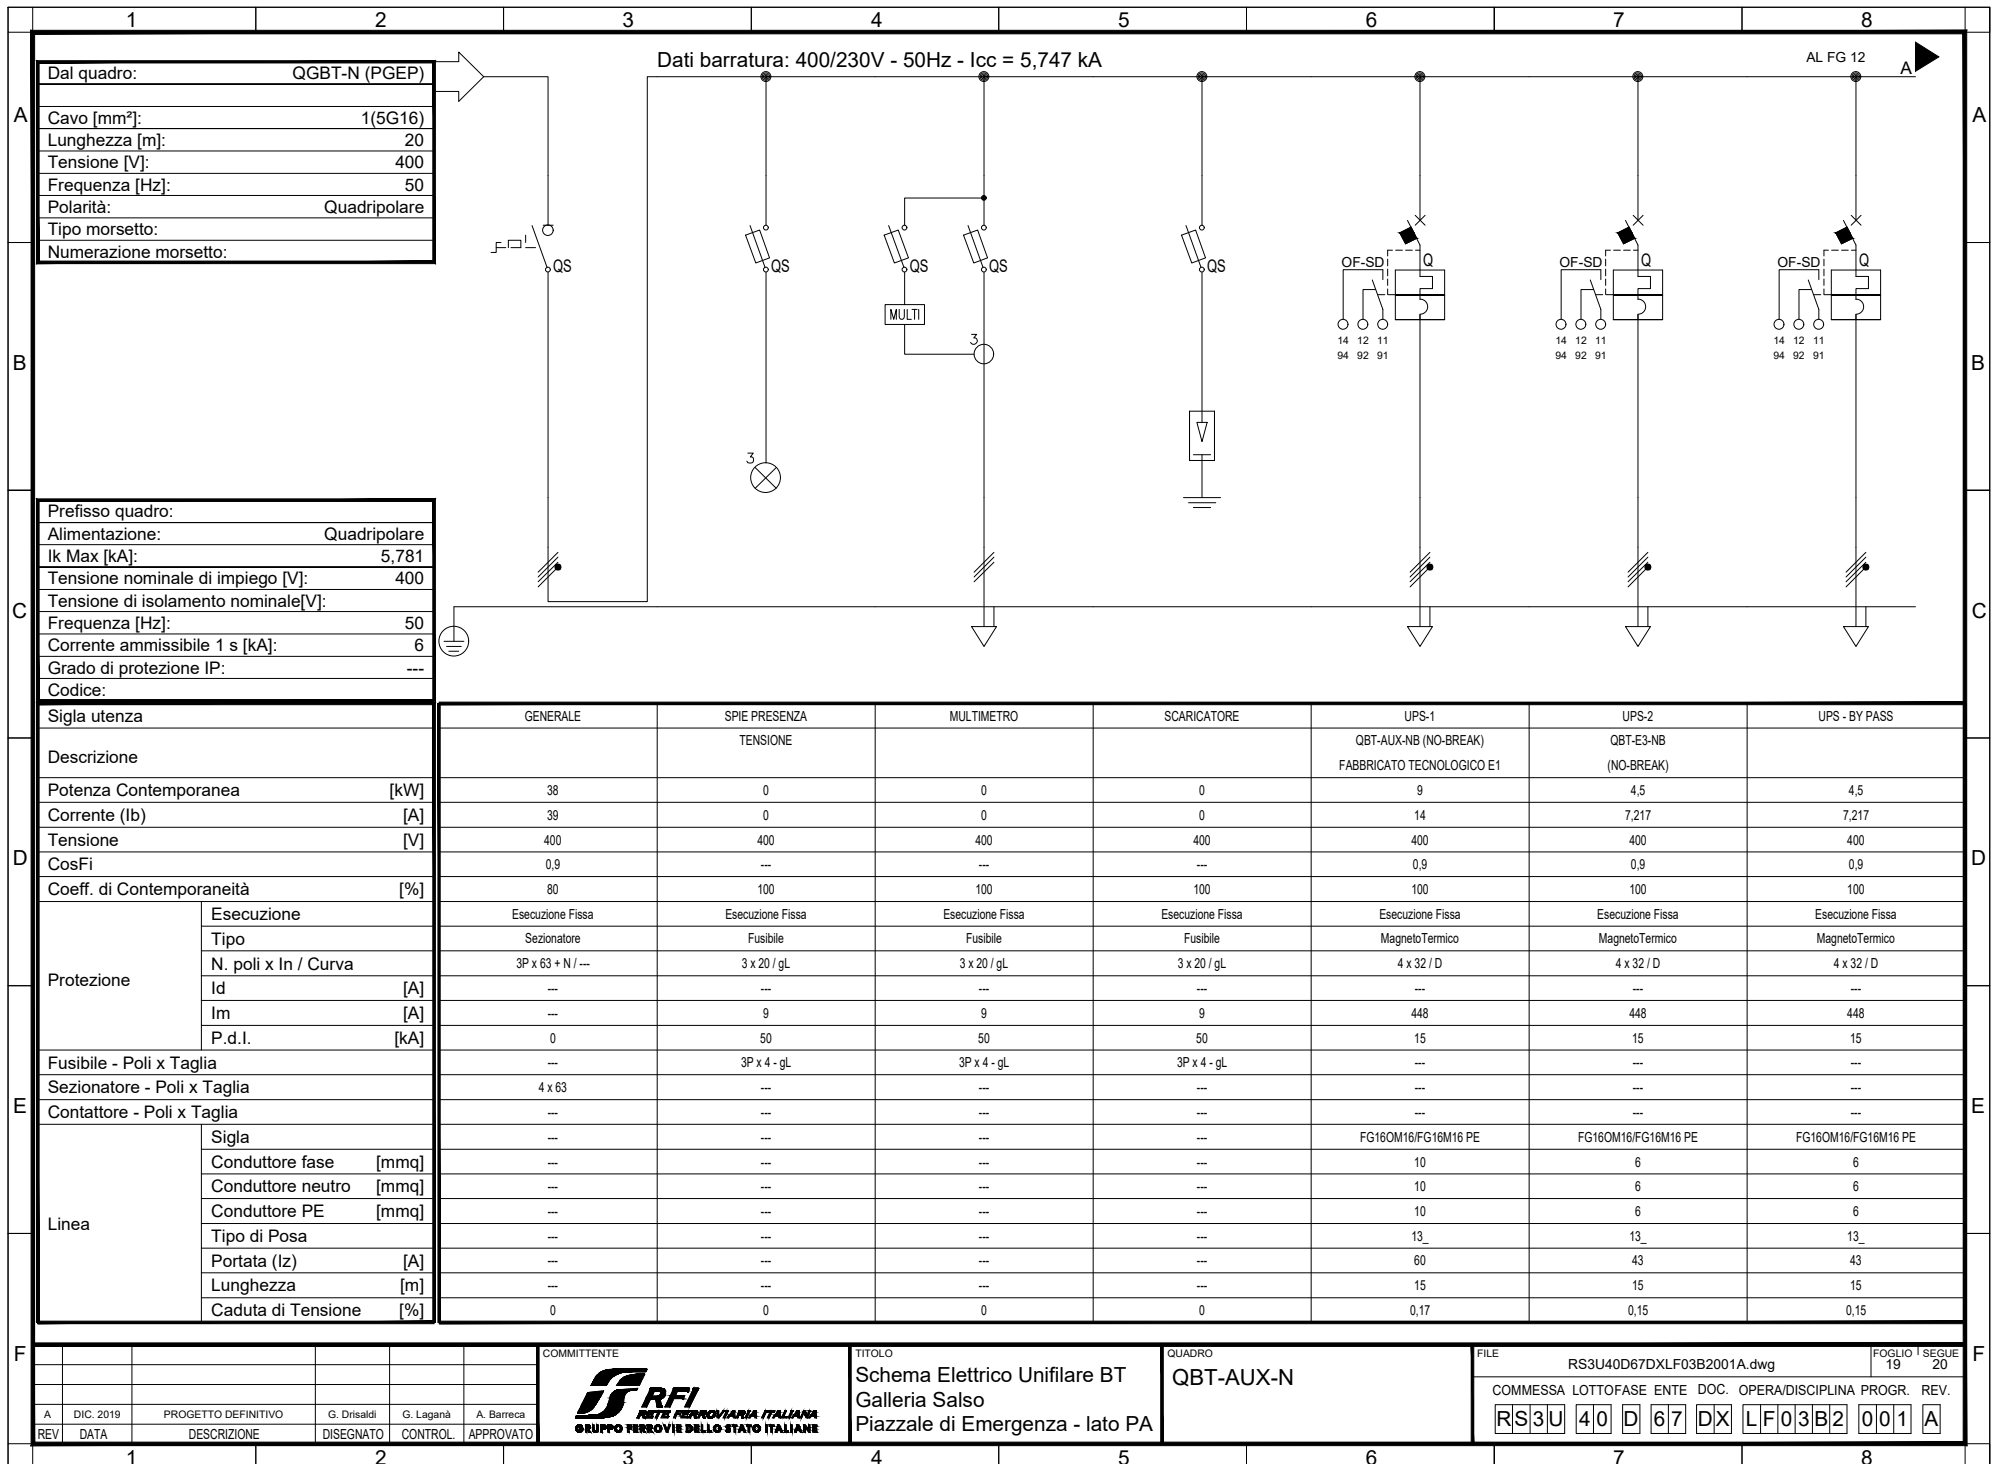 1 2 3 4 5 6 7 8
Dati barratura: 400/230V - 50Hz - Icc = 5,747 kA
AL FG 12
A
Dal quadro: QGBT-N (PGEP)
Cavo [mm²]: 1(5G16)
Lunghezza [m]: 20
Tensione [V]: 400
Frequenza [Hz]: 50
Polarità: Quadripolare
Tipo morsetto:
Numerazione morsetto:
A A
QS QS QS QS QS
MULTI
3
3
OF-SD Q OF-SD Q OF-SD Q
14 12 11 14 12 11 14 12 11
94 92 91 94 92 91 94 92 91
B B
Prefisso quadro:
Alimentazione: Quadripolare
Ik Max [kA]: 5,781
Tensione nominale di impiego [V]: 400
Tensione di isolamento nominale[V]:
Frequenza [Hz]: 50
Corrente ammissibile 1 s [kA]: 6
Grado di protezione IP: ---
Codice:
C C
Sigla utenza GENERALE SPIE PRESENZA MULTIMETRO SCARICATORE UPS-1 UPS-2 UPS - BY PASS
Descrizione TENSIONE QBT-AUX-NB (NO-BREAK) QBT-E3-NB
FABBRICATO TECNOLOGICO E1 (NO-BREAK)
Potenza Contemporanea [kW] 38 0 0 0 9 4,5 4,5
Corrente (Ib) [A] 39 0 0 0 14 7,217 7,217
Tensione [V] 400 400 400 400 400 400 400
CosFi 0,9 --- --- --- 0,9 0,9 0,9
Coeff. di Contemporaneità [%] 80 100 100 100 100 100 100
D D
Protezione
Esecuzione Esecuzione Fissa Esecuzione Fissa Esecuzione Fissa Esecuzione Fissa Esecuzione Fissa Esecuzione Fissa Esecuzione Fissa
Tipo Sezionatore Fusibile Fusibile Fusibile MagnetoTermico MagnetoTermico MagnetoTermico
N. poli x In / Curva 3P x 63 + N / --- 3 x 20 / gL 3 x 20 / gL 3 x 20 / gL 4 x 32 / D 4 x 32 / D 4 x 32 / D
Id [A] --- --- --- --- --- --- ---
Im [A] --- 9 9 9 448 448 448
P.d.I. [kA] 0 50 50 50 15 15 15
Fusibile - Poli x Taglia --- 3P x 4 - gL 3P x 4 - gL 3P x 4 - gL --- --- ---
Sezionatore - Poli x Taglia 4 x 63 --- --- --- --- --- ---
Contattore - Poli x Taglia --- --- --- --- --- --- ---
E E
Linea
Sigla --- --- --- --- FG16OM16/FG16M16 PE FG16OM16/FG16M16 PE FG16OM16/FG16M16 PE
Conduttore fase [mmq] --- --- --- --- 10 6 6
Conduttore neutro [mmq] --- --- --- --- 10 6 6
Conduttore PE [mmq] --- --- --- --- 10 6 6
Tipo di Posa --- --- --- --- 13_ 13_ 13_
Portata (Iz) [A] --- --- --- --- 60 43 43
Lunghezza [m] --- --- --- --- 15 15 15
Caduta di Tensione [%] 0 0 0 0 0,17 0,15 0,15
F F
A DIC. 2019 PROGETTO DEFINITIVO G. Drisaldi G. Laganà A. Barreca
REV DATA DESCRIZIONE DISEGNATO CONTROL. APPROVATO
COMMITTENTE
RFI
RETE FERROVIARIA ITALIANA
GRUPPO FERROVIE DELLO STATO ITALIANE
TITOLO
Schema Elettrico Unifilare BT
Galleria Salso
Piazzale di Emergenza - lato PA
QUADRO
QBT-AUX-N
FILE
RS3U40D67DXLF03B2001A.dwg
FOGLIO SEGUE
19 20
COMMESSA LOTTO FASE ENTE DOC. OPERA/DISCIPLINA PROGR. REV.
RS3U 40 D 67 DX LF03B2 001 A
1 2 3 4 5 6 7 8